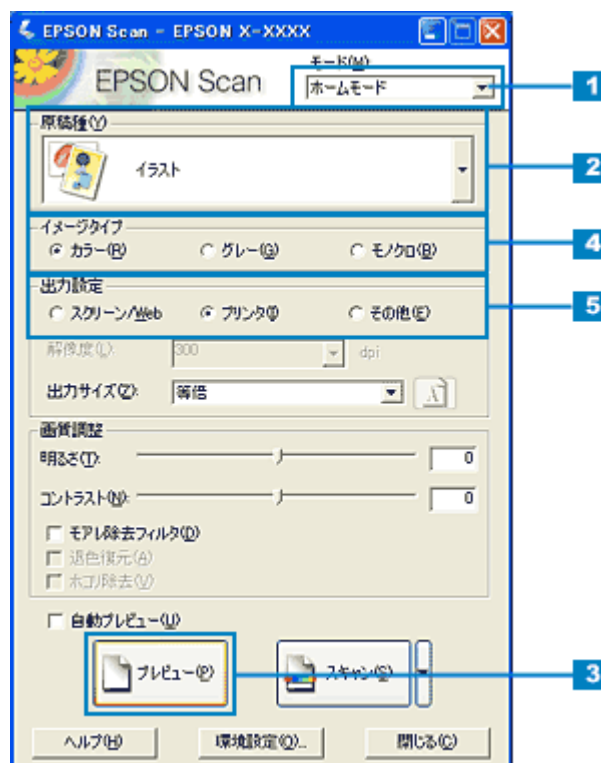 EPSON Scan - EPSON X-XXXX
EPSON Scan
モード(M)
ホームモード
1
原稿種(Y)
イラスト
2
イメージタイプ
カラー(R) グレー(G) モノクロ(B)
4
出力設定
スクリーン/Web プリンタ(I) その他(E)
5
解像度(L): 300 dpi
出力サイズ(Z): 等倍
画質調整
明るさ(T): 0
コントラスト(N): 0
モアレ除去フィルタ(D)
退色復元(A)
ホコリ除去(V)
自動プレビュー(U)
プレビュー(P) スキャン(S)
3
ヘルプ(H) 環境設定(O)... 閉じる(C)